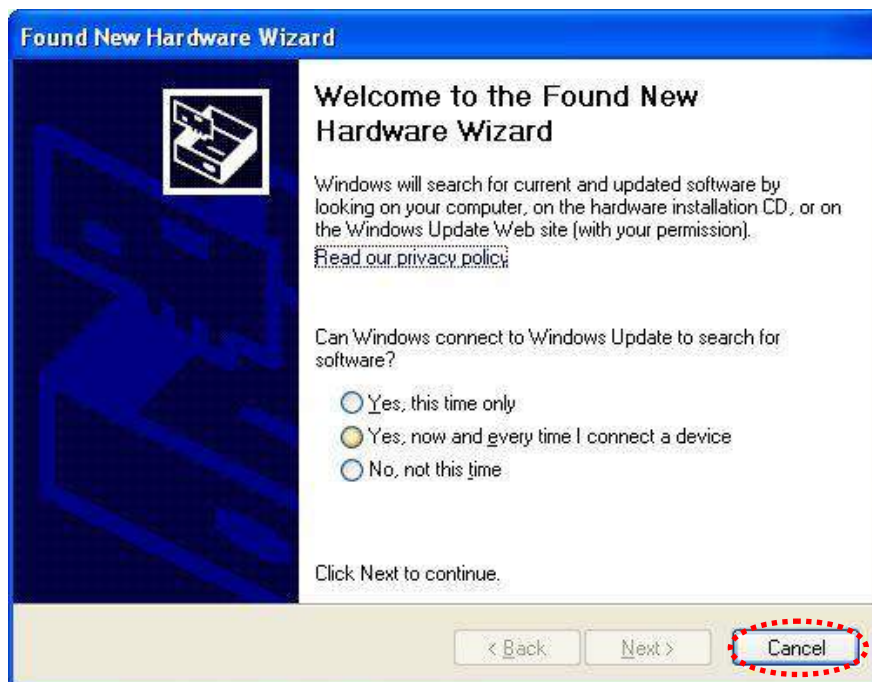 Found New Hardware Wizard
Welcome to the Found New
Hardware Wizard
Windows will search for current and updated software by
looking on your computer, on the hardware installation CD, or on
the Windows Update Web site (with your permission).
Read our privacy policy
Can Windows connect to Windows Update to search for
software?
Yes, this time only
Yes, now and every time I connect a device
No, not this time
Click Next to continue.
< Back Next > Cancel